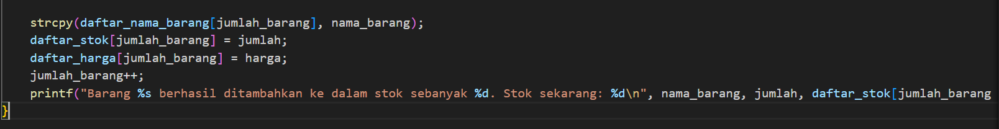 strcpy(daftar_nama_barang[jumlah_barang], nama_barang);
daftar_stok[jumlah_barang] = jumlah;
daftar_harga[jumlah_barang] = harga;
jumlah_barang++;
printf("Barang %s berhasil ditambahkan ke dalam stok sebanyak %d. Stok sekarang: %d\n", nama_barang, jumlah, daftar_stok[jumlah_barang
}